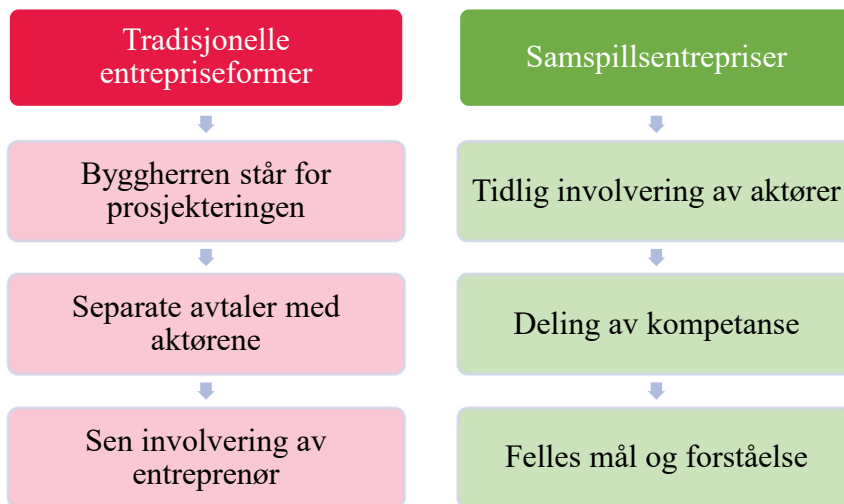 Tradisjonelle
entrepriseformer
Byggherren står for
prosjekteringen
Separate avtaler med
aktørene
Sen involvering av
entreprenør
Samspillsentrepriser
Tidlig involvering av aktører
Deling av kompetanse
Felles mål og forståelse